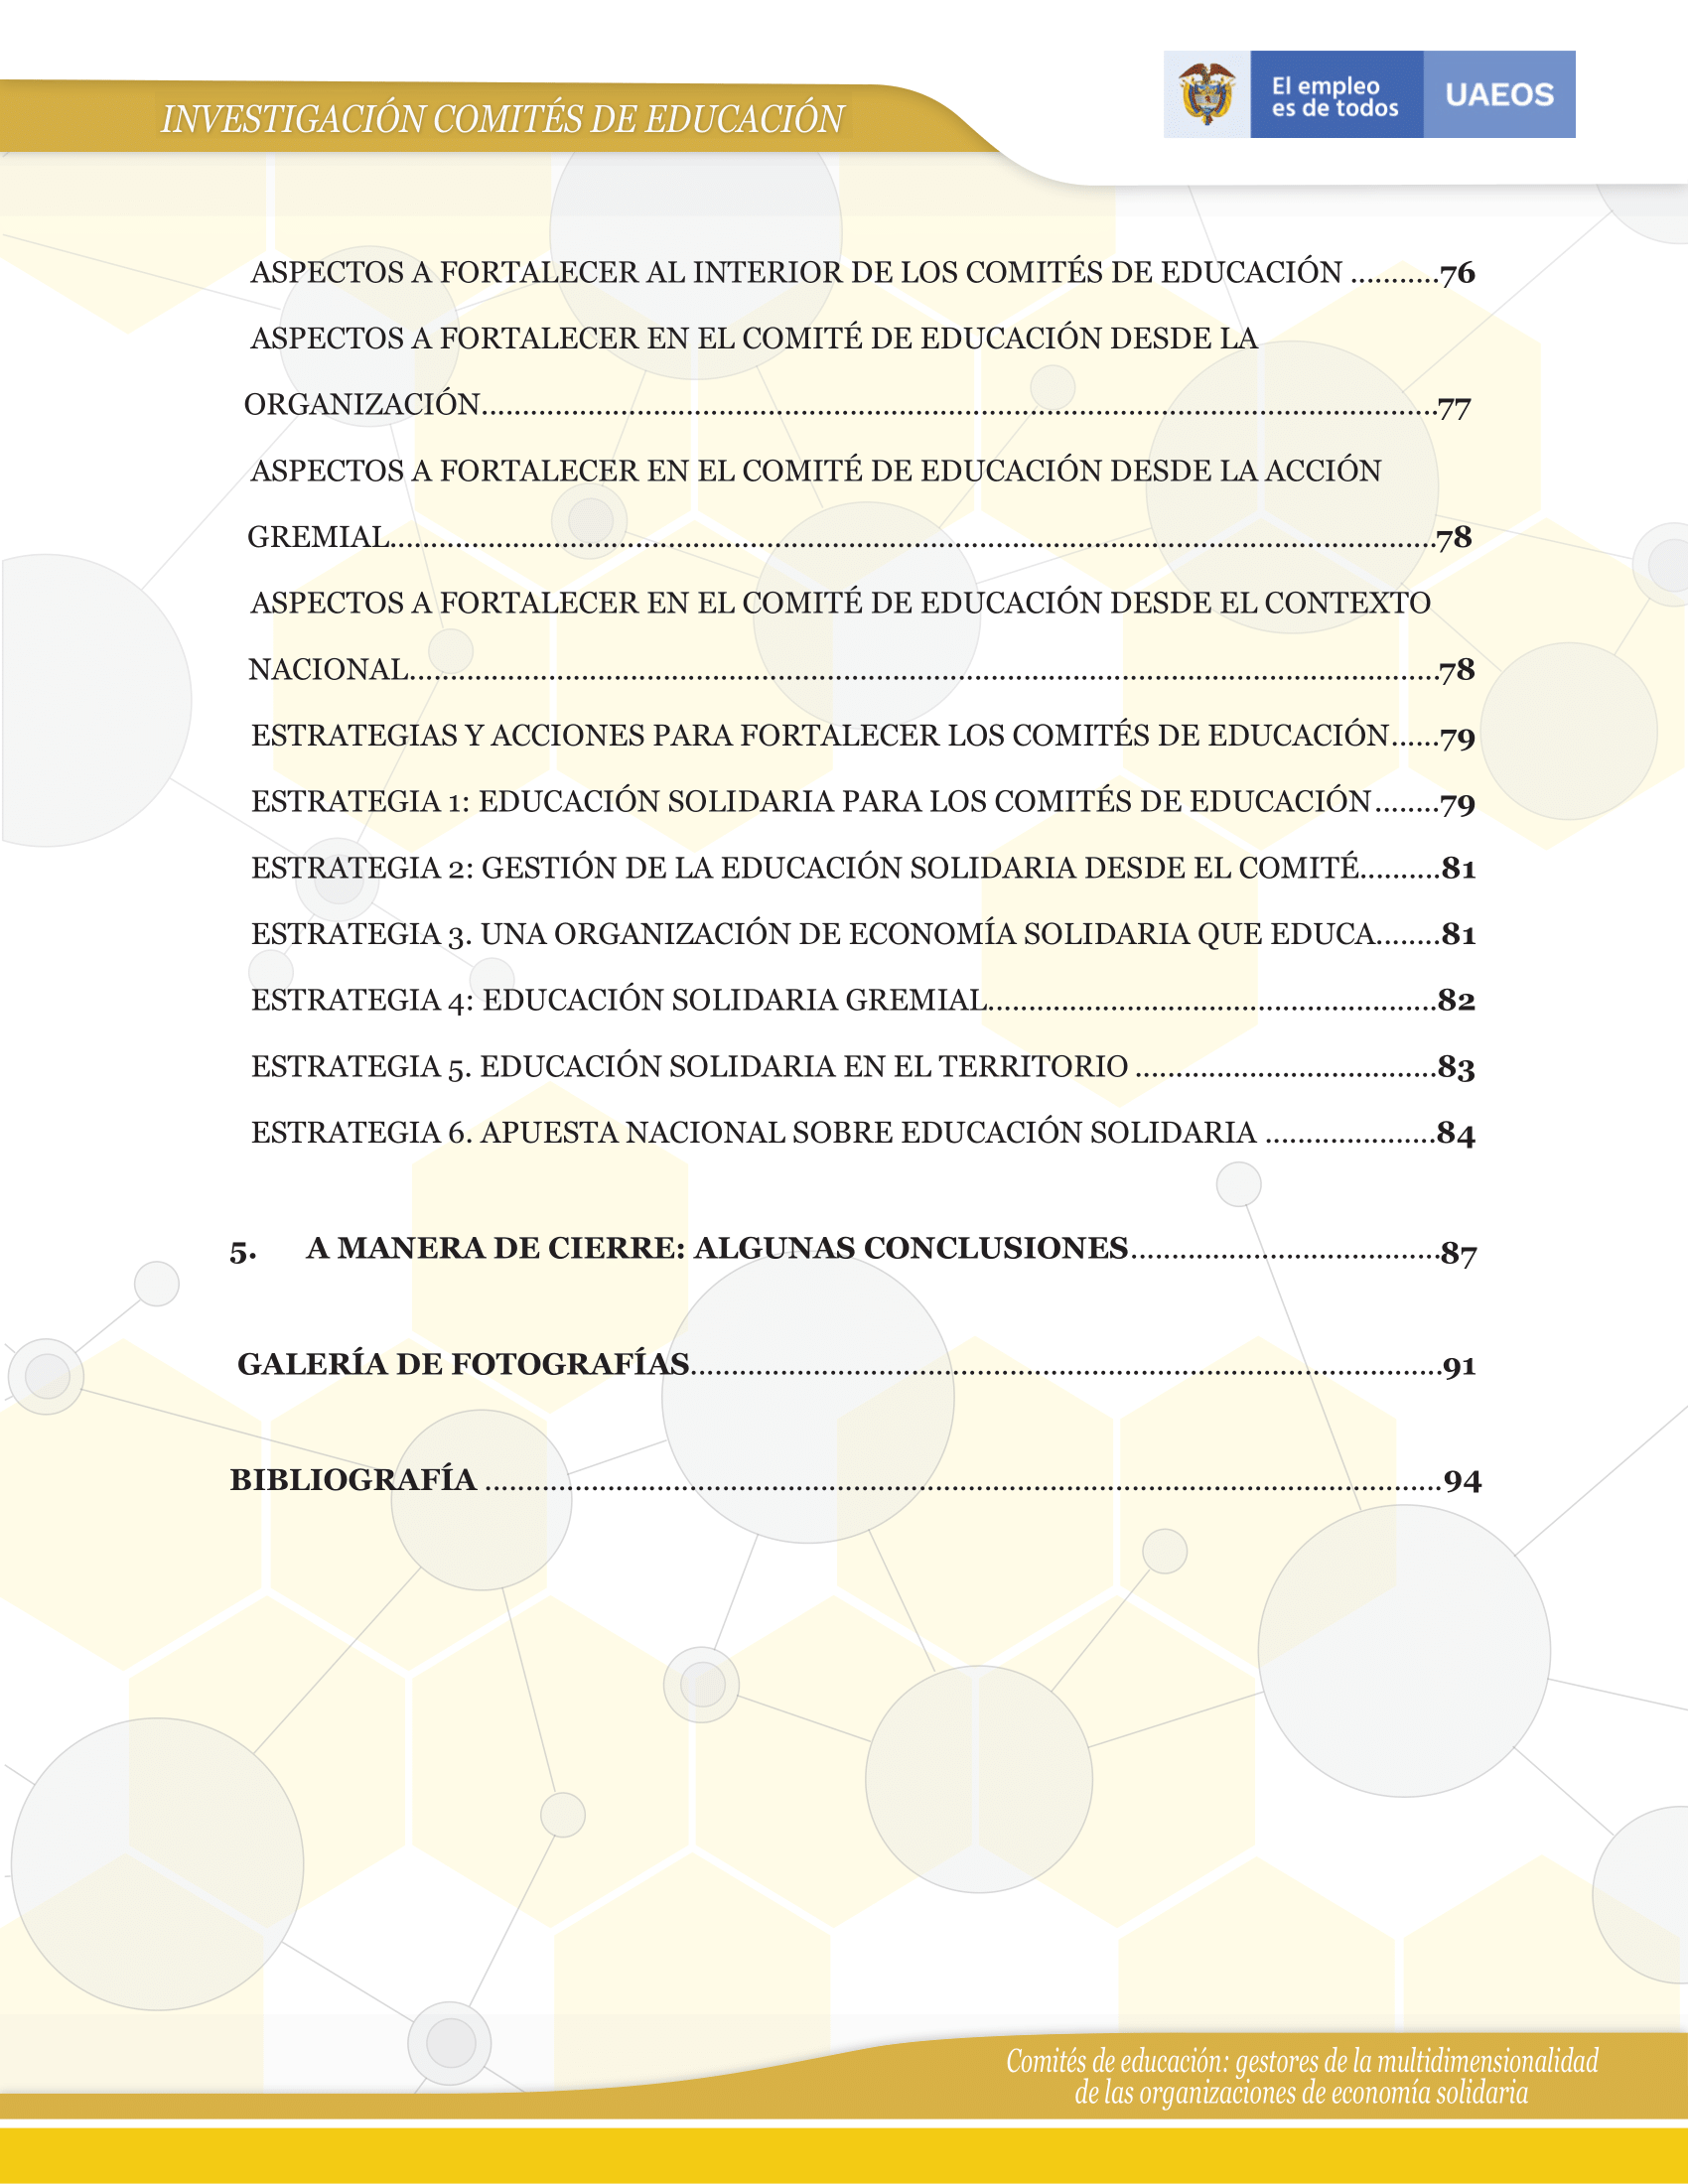 INVESTIGACIÓN COMITÉS DE EDUCACIÓN
El empleo
es de todos
UAEOS
ASPECTOS A FORTALECER AL INTERIOR DE LOS COMITÉS DE EDUCACIÓN ...........76
ASPECTOS A FORTALECER EN EL COMITÉ DE EDUCACIÓN DESDE LA
ORGANIZACIÓN.....................................................................................................................77
ASPECTOS A FORTALECER EN EL COMITÉ DE EDUCACIÓN DESDE LA ACCIÓN
GREMIAL................................................................................................................................78
ASPECTOS A FORTALECER EN EL COMITÉ DE EDUCACIÓN DESDE EL CONTEXTO
NACIONAL..............................................................................................................................78
ESTRATEGIAS Y ACCIONES PARA FORTALECER LOS COMITÉS DE EDUCACIÓN......79
ESTRATEGIA 1: EDUCACIÓN SOLIDARIA PARA LOS COMITÉS DE EDUCACIÓN........79
ESTRATEGIA 2: GESTIÓN DE LA EDUCACIÓN SOLIDARIA DESDE EL COMITÉ..........81
ESTRATEGIA 3. UNA ORGANIZACIÓN DE ECONOMÍA SOLIDARIA QUE EDUCA........81
ESTRATEGIA 4: EDUCACIÓN SOLIDARIA GREMIAL.......................................................82
ESTRATEGIA 5. EDUCACIÓN SOLIDARIA EN EL TERRITORIO .....................................83
ESTRATEGIA 6. APUESTA NACIONAL SOBRE EDUCACIÓN SOLIDARIA .....................84
5. A MANERA DE CIERRE: ALGUNAS CONCLUSIONES......................................87
GALERÍA DE FOTOGRAFÍAS............................................................................................91
BIBLIOGRAFÍA .....................................................................................................................94
Comités de educación: gestores de la multidimensionalidad
de las organizaciones de economía solidaria